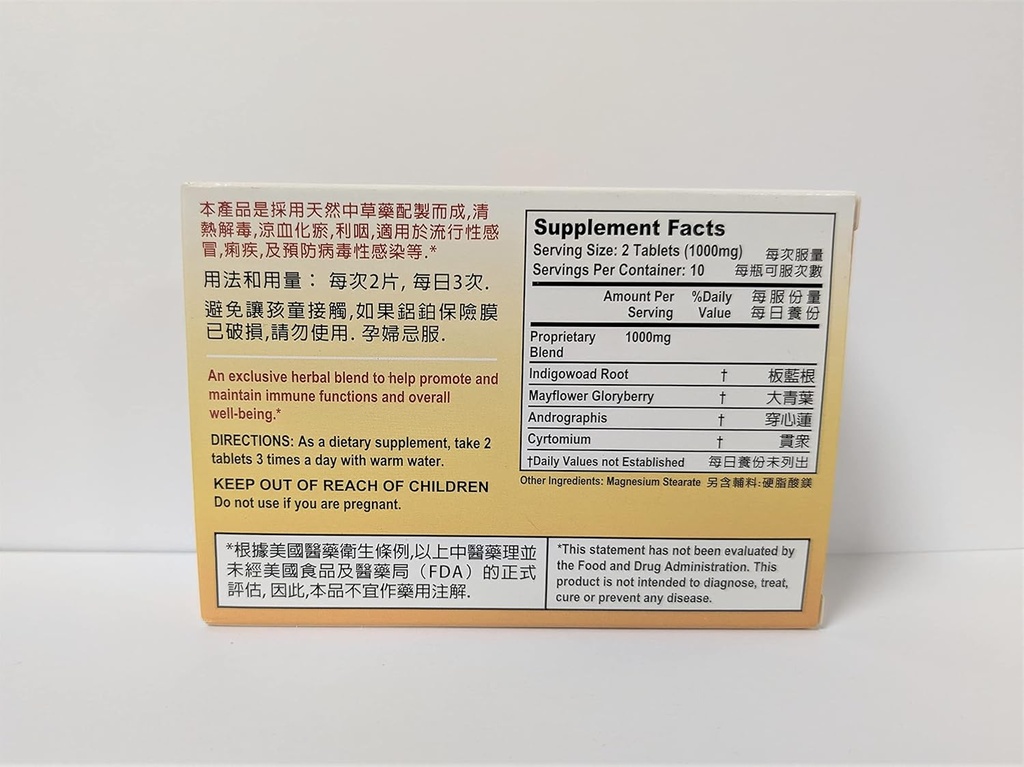 本產品是採用天然中草藥配製而成,清
熱解毒,涼血化瘀,利咽,適用於流行性感
冒,痢疾,及預防病毒性感染等.*
用法和用量： 每次2片, 每日3次.
避免讓孩童接觸,如果鋁鉑保險膜
已破損,請勿使用. 孕婦忌服.
An exclusive herbal blend to help promote and
maintain immune functions and overall
well-being.*
DIRECTIONS: As a dietary supplement, take 2
tablets 3 times a day with warm water.
KEEP OUT OF REACH OF CHILDREN
Do not use if you are pregnant.
Supplement Facts
Serving Size: 2 Tablets (1000mg) 每次服量
Servings Per Container: 10 每瓶可服次數
Amount Per %Daily 每服份量
Serving Value 每日養份
Proprietary 1000mg
Blend
Indigowoad Root † 板藍根
Mayflower Gloryberry † 大青葉
Andrographis † 穿心蓮
Cyrtomium † 貫衆
†Daily Values not Established 每日養份未列出
Other Ingredients: Magnesium Stearate 另含輔料:硬脂酸鎂
*根據美國醫藥衛生條例,以上中醫藥理並
未經美國食品及醫藥局（FDA）的正式
評估, 因此,本品不宜作藥用注解.
*This statement has not been evaluated by
the Food and Drug Administration. This
product is not intended to diagnose, treat,
cure or prevent any disease.